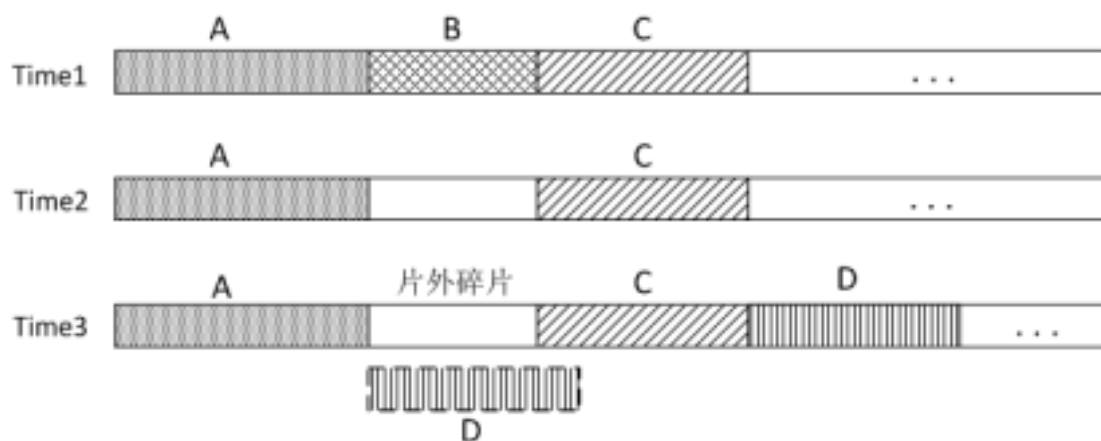 A B C
Time1 ...
A C
Time2 ...
A 片外碎片 C D
Time3 ...
D